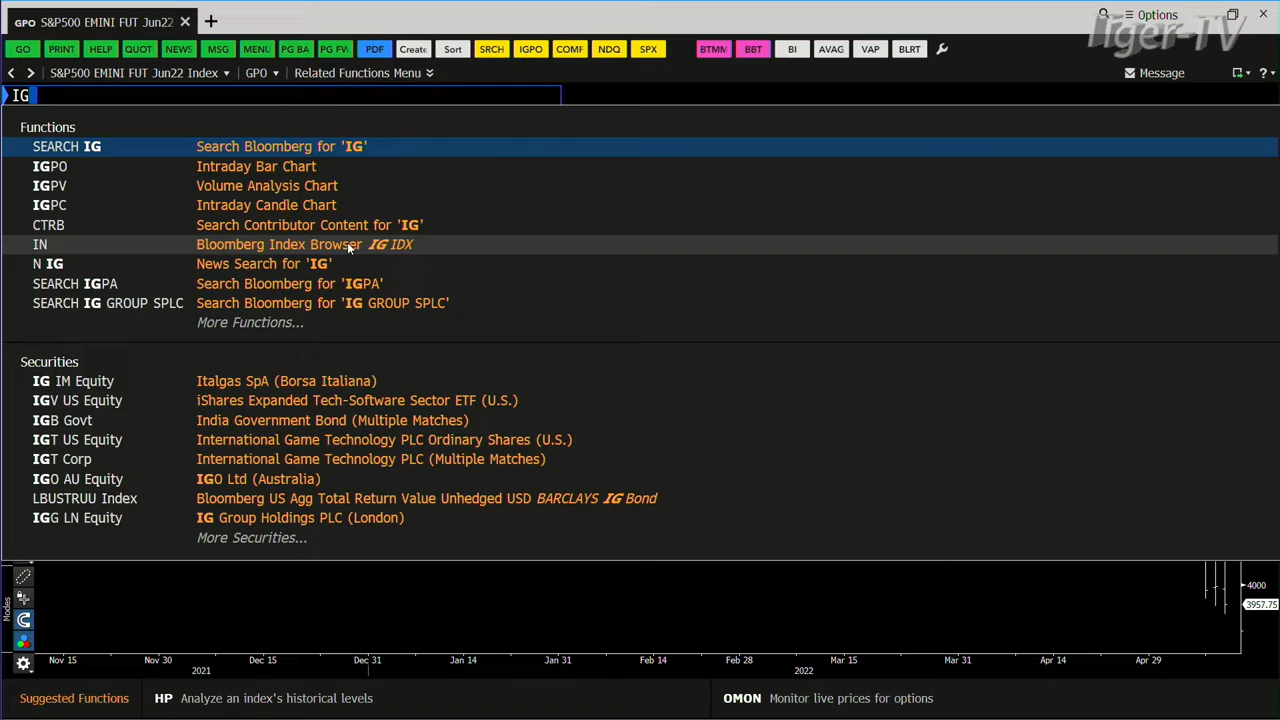 GPO S&P500 EMINI FUT Jun22
Options
Tiger-TV
GO PRINT HELP QUOT NEWS MSG MENU PG BA PG FW PDF Create Sort SRCH IGPO COMF NDQ SPX BTMM BBT BI AVAG VAP BLRT
S&P500 EMINI FUT Jun22 Index GPO Related Functions Menu Message ?
IG
Functions
SEARCH IG Search Bloomberg for 'IG'
IGPO Intraday Bar Chart
IGPV Volume Analysis Chart
IGPC Intraday Candle Chart
CTRB Search Contributor Content for 'IG'
IN Bloomberg Index Browser IG IDX
N IG News Search for 'IG'
SEARCH IGPA Search Bloomberg for 'IGPA'
SEARCH IG GROUP SPLC Search Bloomberg for 'IG GROUP SPLC'
More Functions...
Securities
IG IM Equity Italgas SpA (Borsa Italiana)
IGV US Equity iShares Expanded Tech-Software Sector ETF (U.S.)
IGB Govt India Government Bond (Multiple Matches)
IGT US Equity International Game Technology PLC Ordinary Shares (U.S.)
IGT Corp International Game Technology PLC (Multiple Matches)
IGO AU Equity IGO Ltd (Australia)
LBUSTRUU Index Bloomberg US Agg Total Return Value Unhedged USD BARCLAYS IG Bond
IGG LN Equity IG Group Holdings PLC (London)
More Securities...
Modes
4000
3957.75
Nov 15 Nov 30 Dec 15 Dec 31 Jan 14 Jan 31 Feb 14 Feb 28 Mar 15 Mar 31 Apr 14 Apr 29
2021 2022
Suggested Functions HP Analyze an index's historical levels OMON Monitor live prices for options